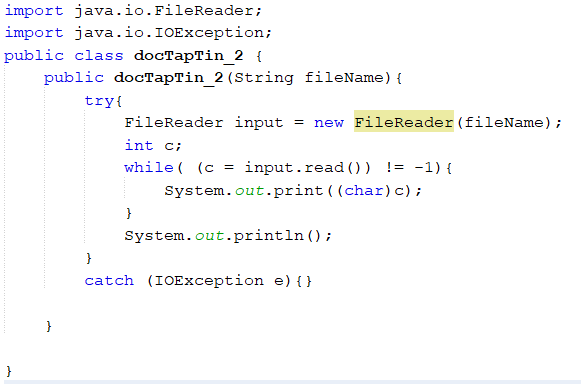 import java.io.FileReader;
import java.io.IOException;
public class docTapTin_2 {
    public docTapTin_2(String fileName){
        try{
            FileReader input = new FileReader(fileName);
            int c;
            while( (c = input.read()) != -1){
                System.out.print((char)c);
            }
            System.out.println();
        }
        catch (IOException e){}
    }
}